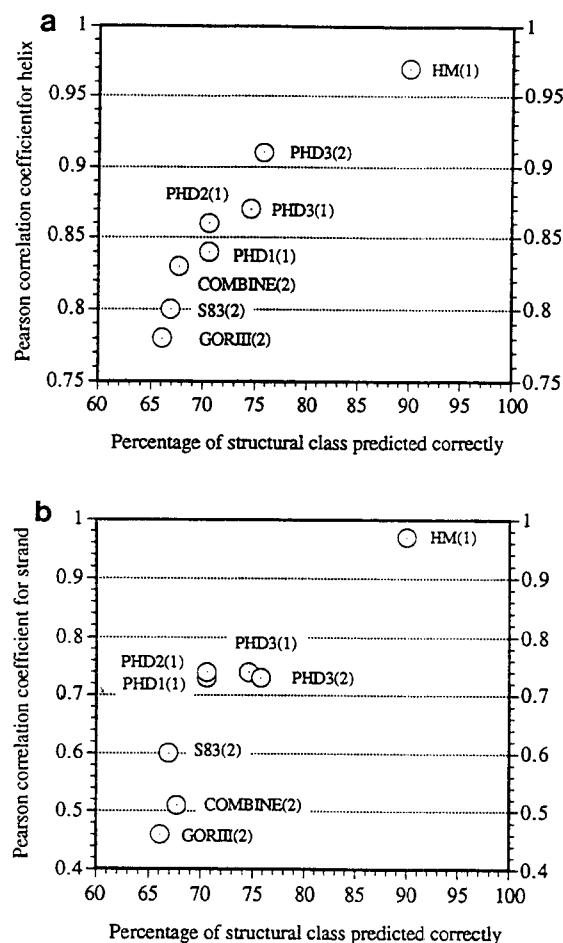 a
Pearson correlation coefficientfor helix
1
0.95
0.9
0.85
0.8
0.75
1
0.95
0.9
0.85
0.8
0.75
HM(1)
PHD3(2)
PHD2(1)
PHD3(1)
PHD1(1)
COMBINE(2)
S83(2)
GORIII(2)
60 65 70 75 80 85 90 95 100
Percentage of structural class predicted correctly
b
Pearson correlation coefficient for strand
1
0.9
0.8
0.7
0.6
0.5
0.4
1
0.9
0.8
0.7
0.6
0.5
0.4
HM(1)
PHD3(1)
PHD2(1)
PHD1(1)
PHD3(2)
S83(2)
COMBINE(2)
GORIII(2)
60 65 70 75 80 85 90 95 100
Percentage of structural class predicted correctly